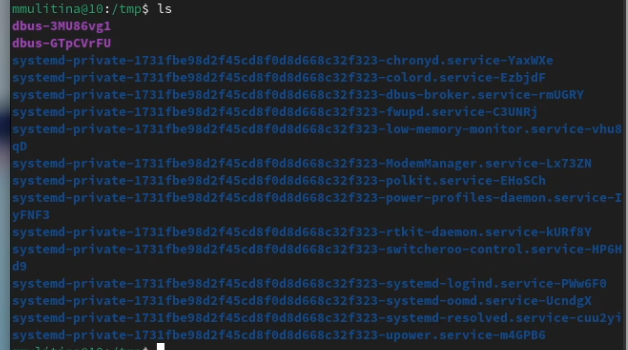 mmulitina@10:/tmp$ ls
dbus-3MU86vg1
dbus-GTpCVrFU
systemd-private-1731fbe98d2f45cd8f0d8d668c32f323-chronyd.service-YaxWXe
systemd-private-1731fbe98d2f45cd8f0d8d668c32f323-colord.service-EzbjdF
systemd-private-1731fbe98d2f45cd8f0d8d668c32f323-dbus-broker.service-rmUGRY
systemd-private-1731fbe98d2f45cd8f0d8d668c32f323-fwupd.service-C3UNRj
systemd-private-1731fbe98d2f45cd8f0d8d668c32f323-low-memory-monitor.service-vhu8
qD
systemd-private-1731fbe98d2f45cd8f0d8d668c32f323-ModemManager.service-Lx73ZN
systemd-private-1731fbe98d2f45cd8f0d8d668c32f323-polkit.service-EHoSCh
systemd-private-1731fbe98d2f45cd8f0d8d668c32f323-power-profiles-daemon.service-I
yFNF3
systemd-private-1731fbe98d2f45cd8f0d8d668c32f323-rtkit-daemon.service-kURf8Y
systemd-private-1731fbe98d2f45cd8f0d8d668c32f323-switcheroo-control.service-HP6H
d9
systemd-private-1731fbe98d2f45cd8f0d8d668c32f323-systemd-logind.service-PWw6F0
systemd-private-1731fbe98d2f45cd8f0d8d668c32f323-systemd-oomd.service-UcndgX
systemd-private-1731fbe98d2f45cd8f0d8d668c32f323-systemd-resolved.service-cuu2yi
systemd-private-1731fbe98d2f45cd8f0d8d668c32f323-upower.service-m4GPB6
mmulitina@10:/tmp$